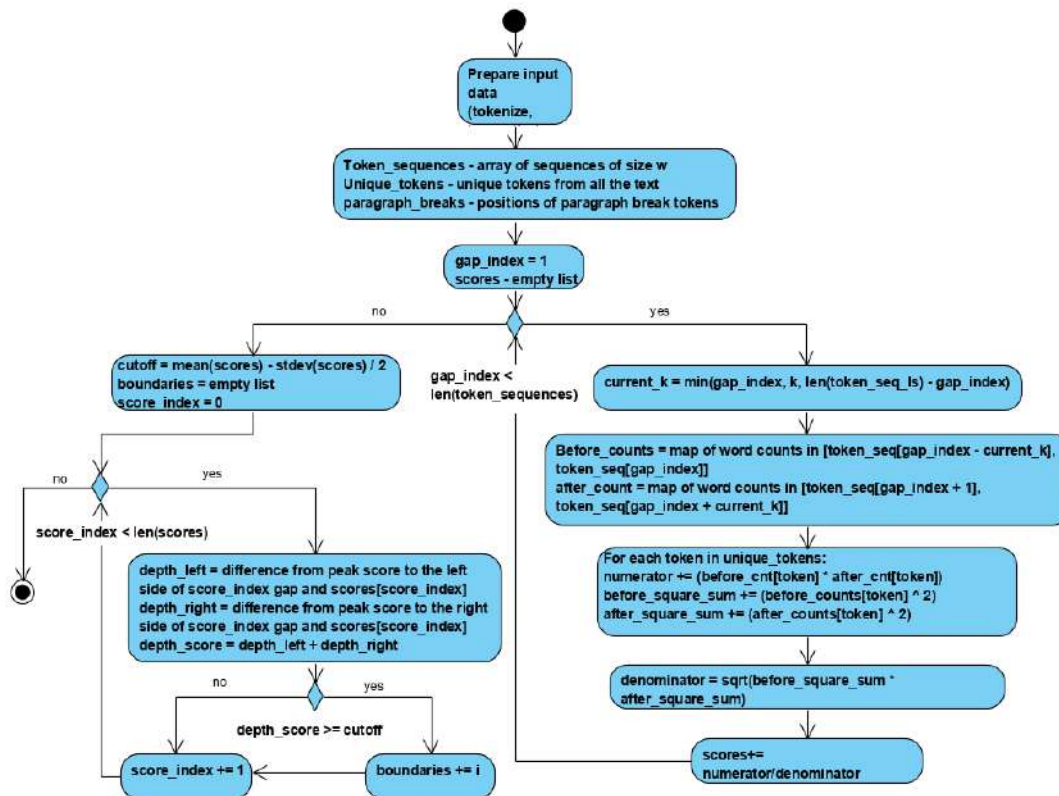 Prepare input
data
(tokenize,
Token_sequences - array of sequences of size w
Unique_tokens - unique tokens from all the text
paragraph_breaks - positions of paragraph break tokens
gap_index = 1
scores - empty list
no
yes
gap_index <
len(token_sequences)
cutoff = mean(scores) - stdev(scores) / 2
boundaries = empty list
score_index = 0
no
yes
score_index < len(scores)
depth_left = difference from peak score to the left
side of score_index gap and scores[score_index]
depth_right = difference from peak score to the right
side of score_index gap and scores[score_index]
depth_score = depth_left + depth_right
no
yes
depth_score >= cutoff
score_index += 1
boundaries += i
current_k = min(gap_index, k, len(token_seq_ls) - gap_index)
Before_counts = map of word counts in [token_seq[gap_index - current_k],
token_seq[gap_index]]
after_count = map of word counts in [token_seq[gap_index + 1],
token_seq[gap_index + current_k]]
For each token in unique_tokens:
numerator += (before_cnt[token] * after_cnt[token])
before_square_sum += (before_counts[token] ^ 2)
after_square_sum += (after_counts[token] ^ 2)
denominator = sqrt(before_square_sum *
after_square_sum)
scores+=
numerator/denominator